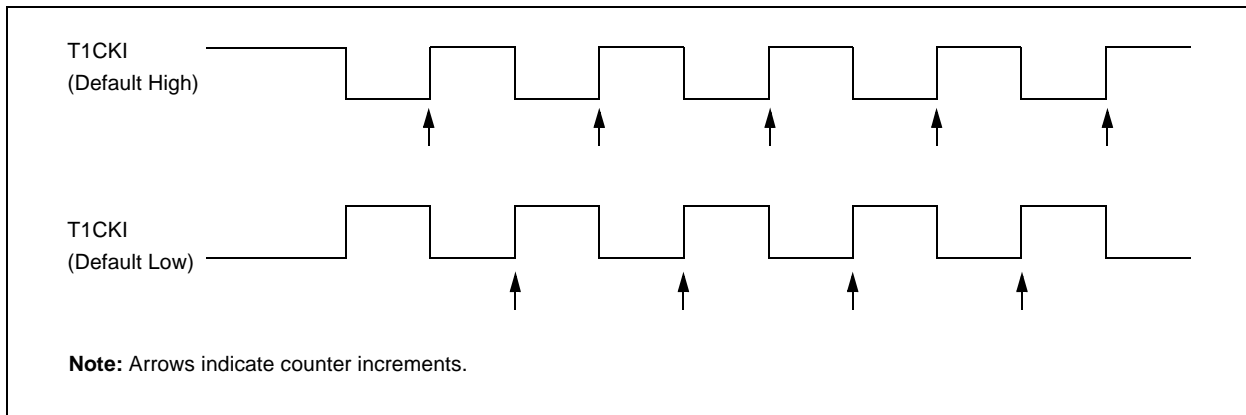 T1CKI
(Default High)
T1CKI
(Default Low)
Note: Arrows indicate counter increments.